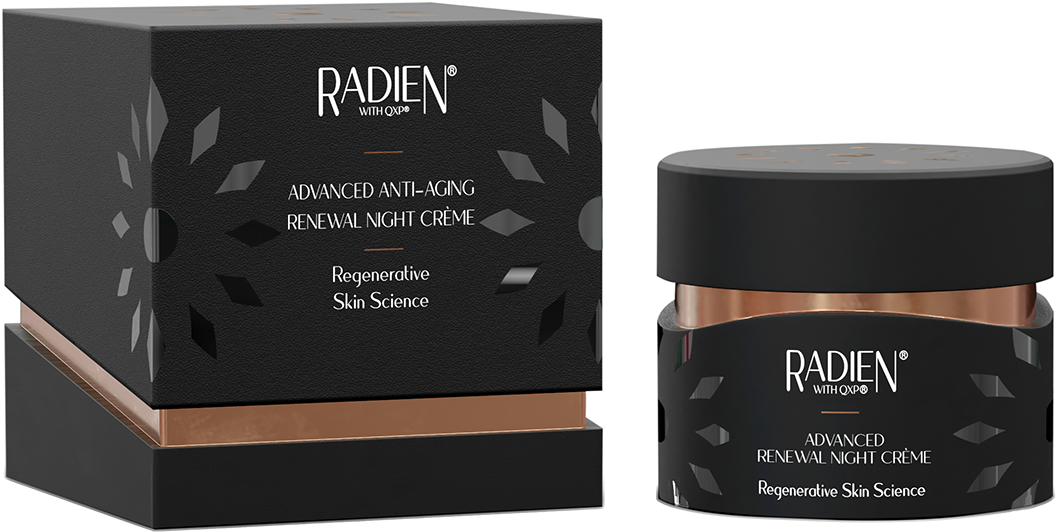 RADIEN®
WITH QXP®
ADVANCED ANTI-AGING
RENEWAL NIGHT CRÈME
Regenerative
Skin Science
RADIEN®
WITH QXP®
ADVANCED
RENEWAL NIGHT CRÈME
Regenerative Skin Science